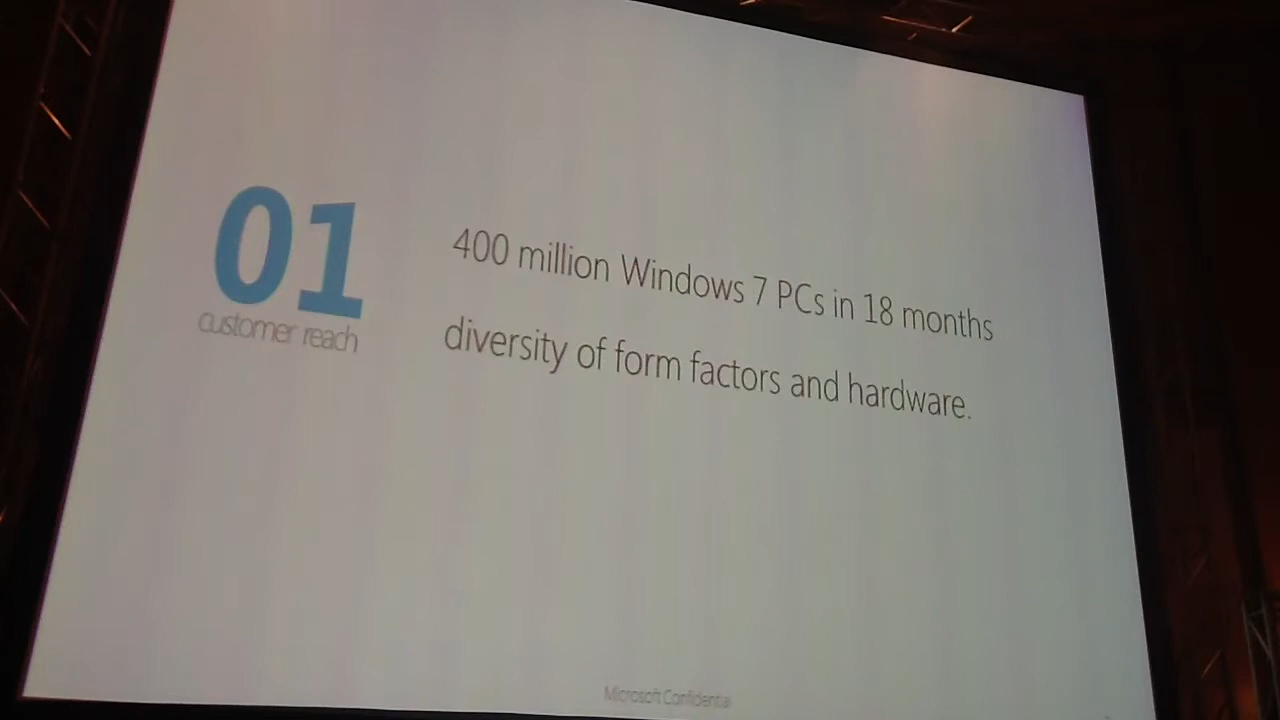 01
customer reach
400 million Windows 7 PCs in 18 months
diversity of form factors and hardware.
Microsoft Confidential